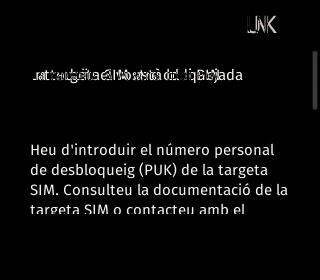 Heu d'introduir el número personal
de desbloqueig (PUK) de la targeta
SIM. Consulteu la documentació de la
targeta SIM o contacteu amb el